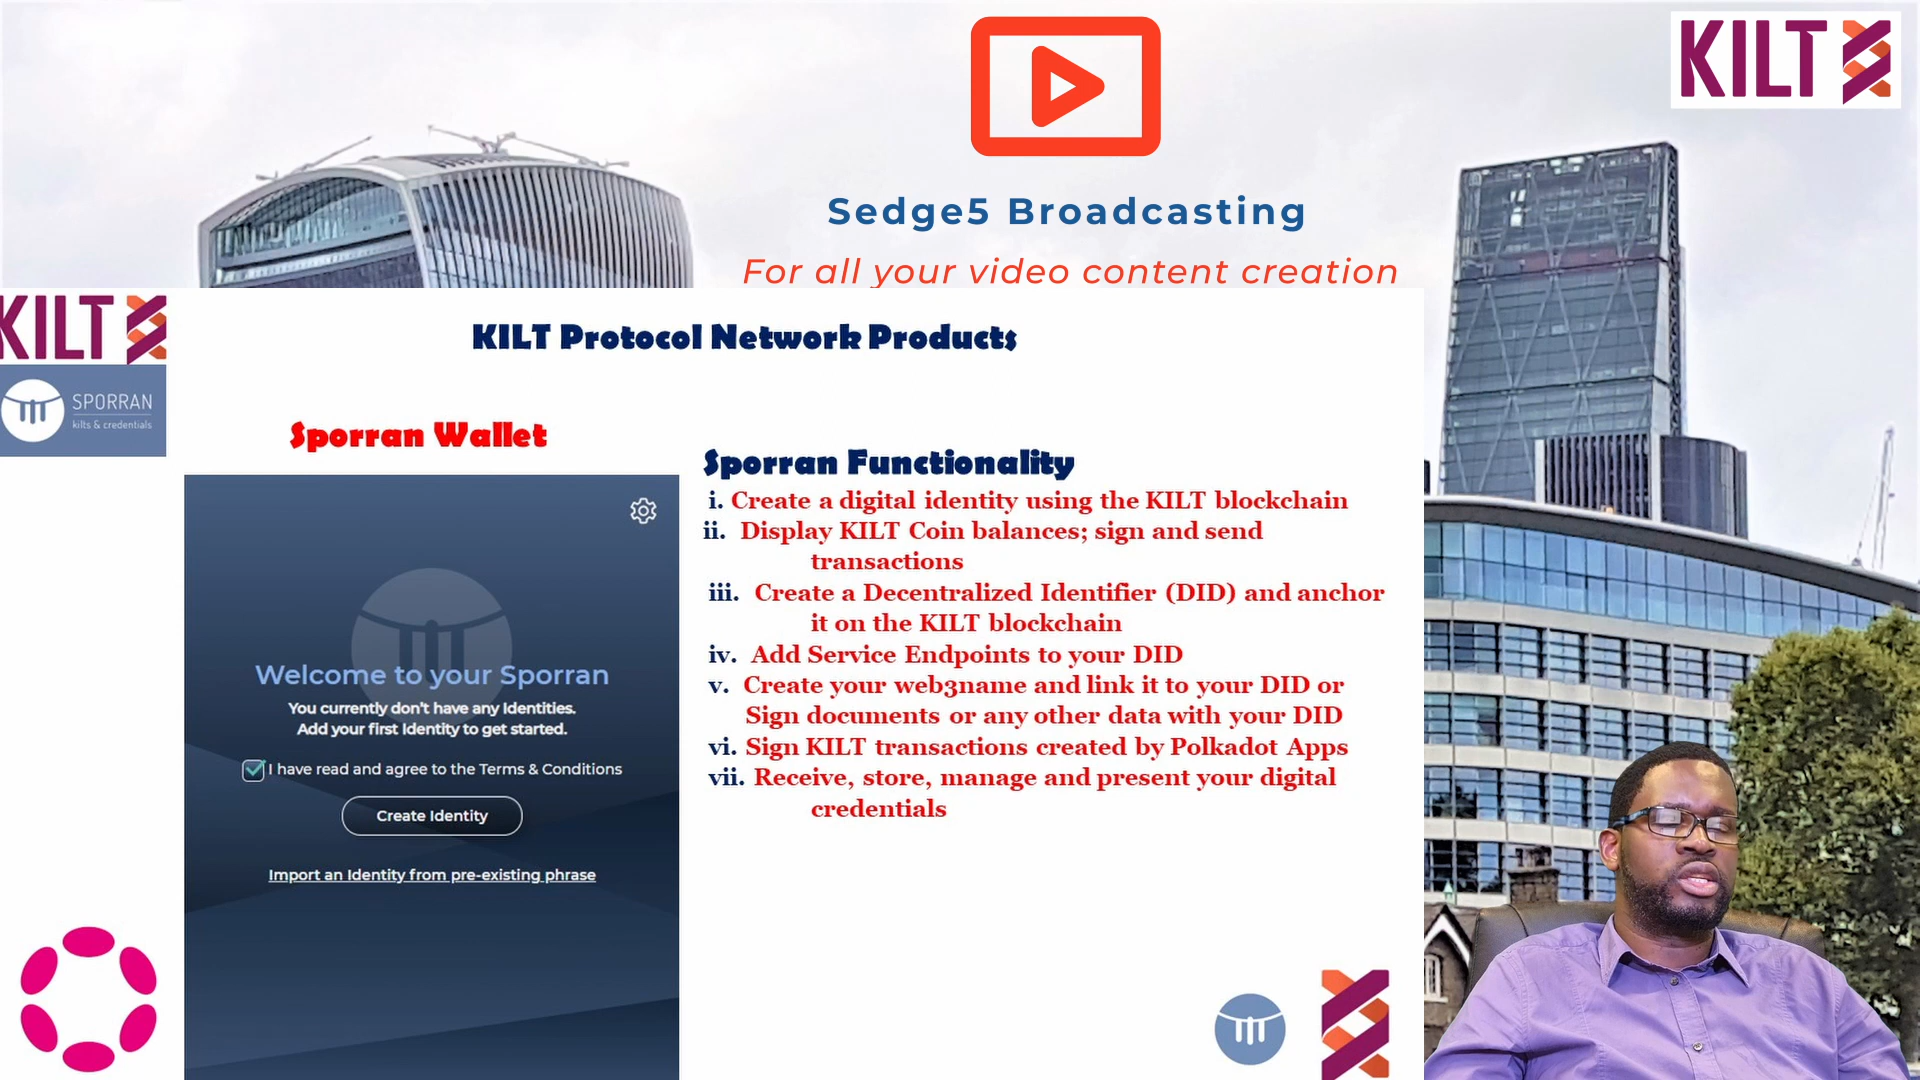 KILT
Sedge5 Broadcasting
For all your video content creation
KILT
SPORRAN
kilts & credentials
KILT Protocol Network Products
Sporran Wallet
Welcome to your Sporran
You currently don't have any Identities.
Add your first Identity to get started.
I have read and agree to the Terms & Conditions
Create Identity
Import an Identity from pre-existing phrase
Sporran Functionality
i. Create a digital identity using the KILT blockchain
ii. Display KILT Coin balances; sign and send
transactions
iii. Create a Decentralized Identifier (DID) and anchor
it on the KILT blockchain
iv. Add Service Endpoints to your DID
v. Create your web3name and link it to your DID or
Sign documents or any other data with your DID
vi. Sign KILT transactions created by Polkadot Apps
vii. Receive, store, manage and present your digital
credentials